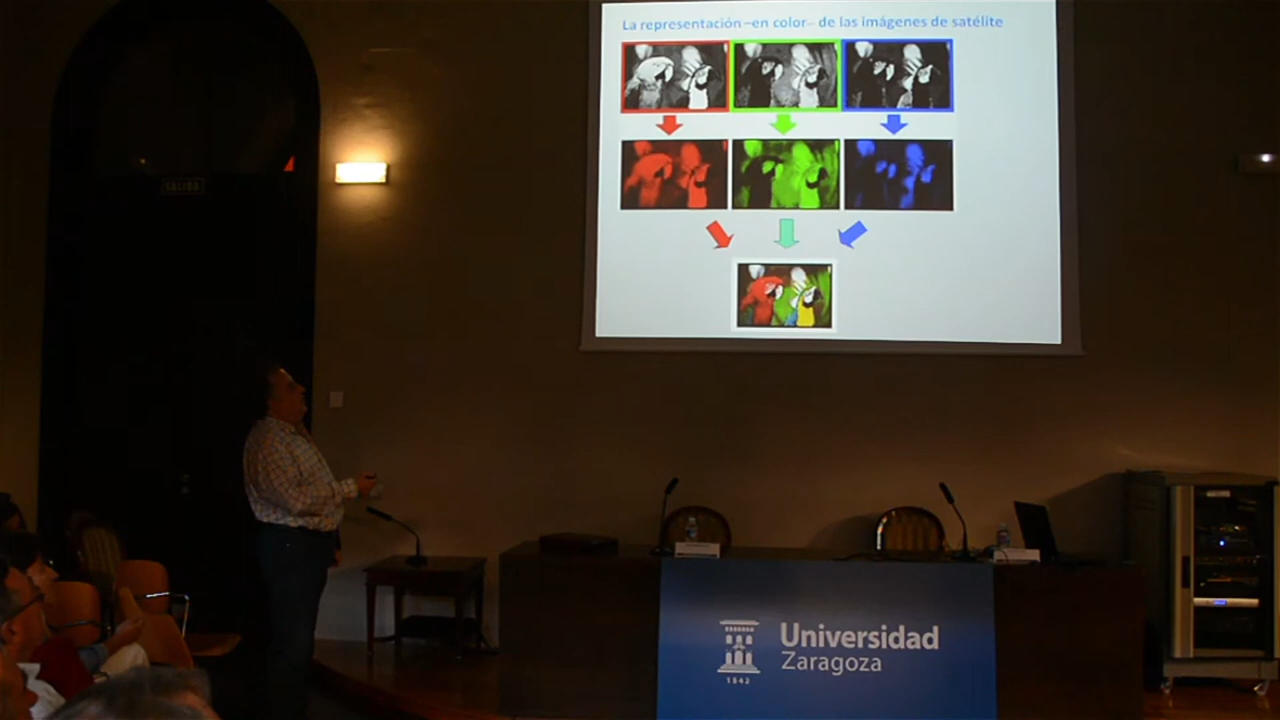 La representación –en color– de las imágenes de satélite
SALIDA
Universidad
Zaragoza
1542